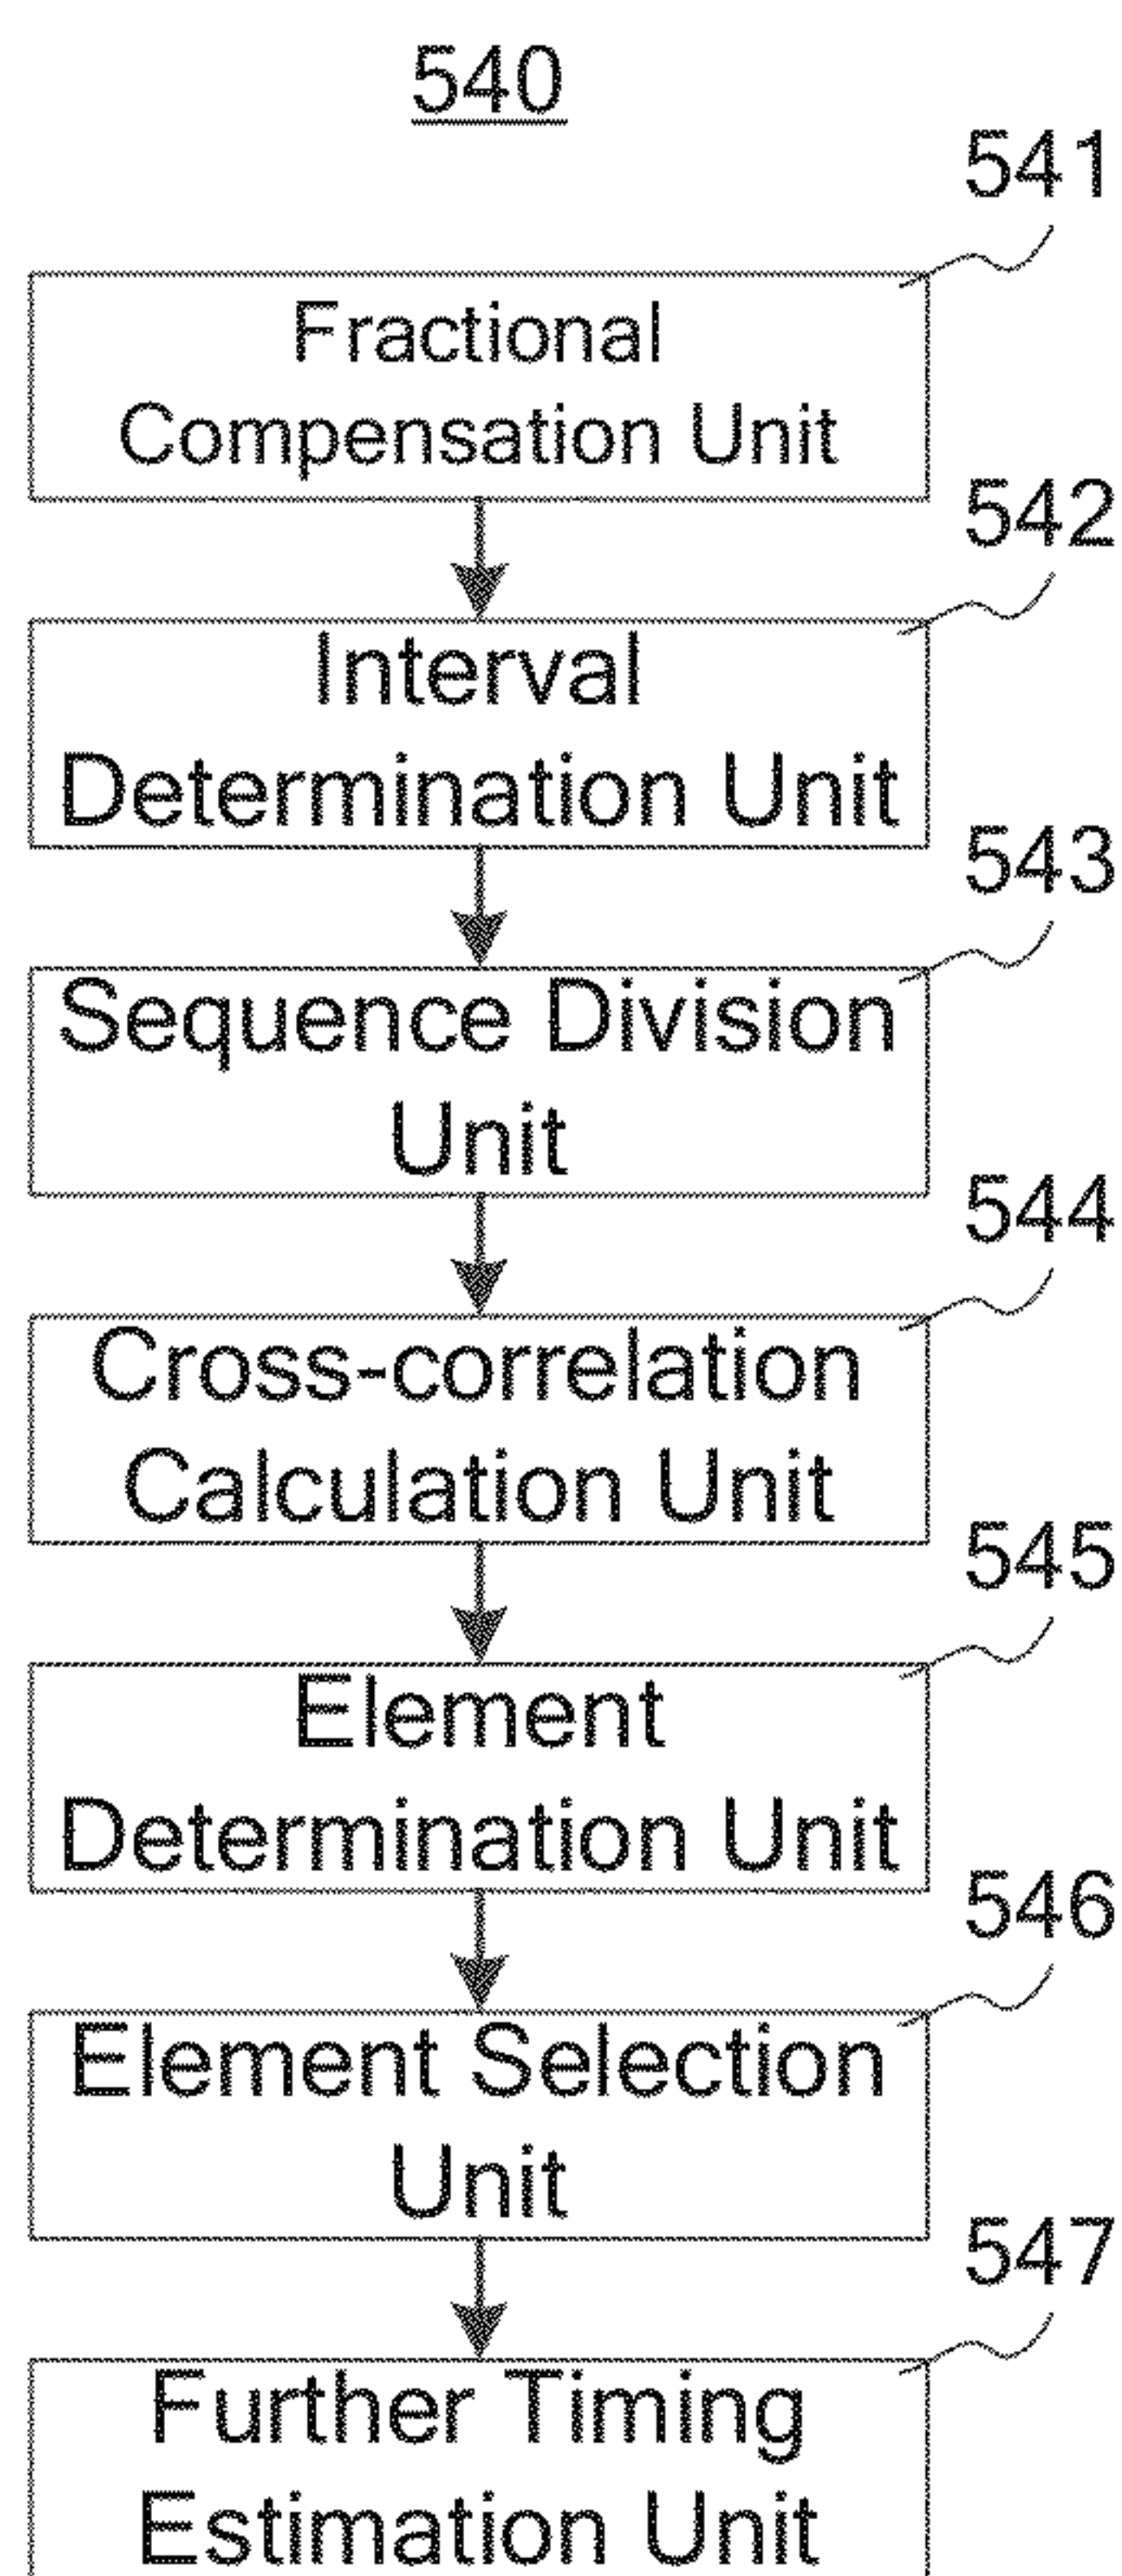 540
541
Fractional
Compensation Unit
542
Interval
Determination Unit
543
Sequence Division
Unit
544
Cross-correlation
Calculation Unit
545
Element
Determination Unit
546
Element Selection
Unit
547
Further Timing
Estimation Unit